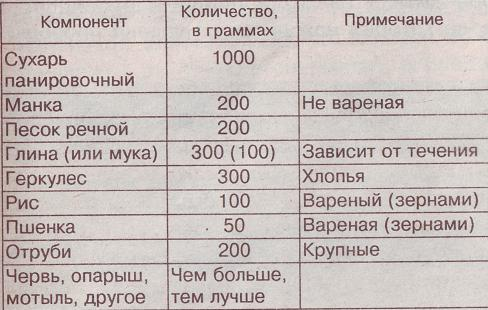 Компонент Количество, в граммах Примечание
Сухарь панировочный 1000
Манка 200 Не вареная
Песок речной 200
Глина (или мука) 300 (100) Зависит от течения
Геркулес 300 Хлопья
Рис 100 Вареный (зернами)
Пшенка 50 Вареная (зернами)
Отруби 200 Крупные
Червь, опарыш, мотыль, другое Чем больше, тем лучше